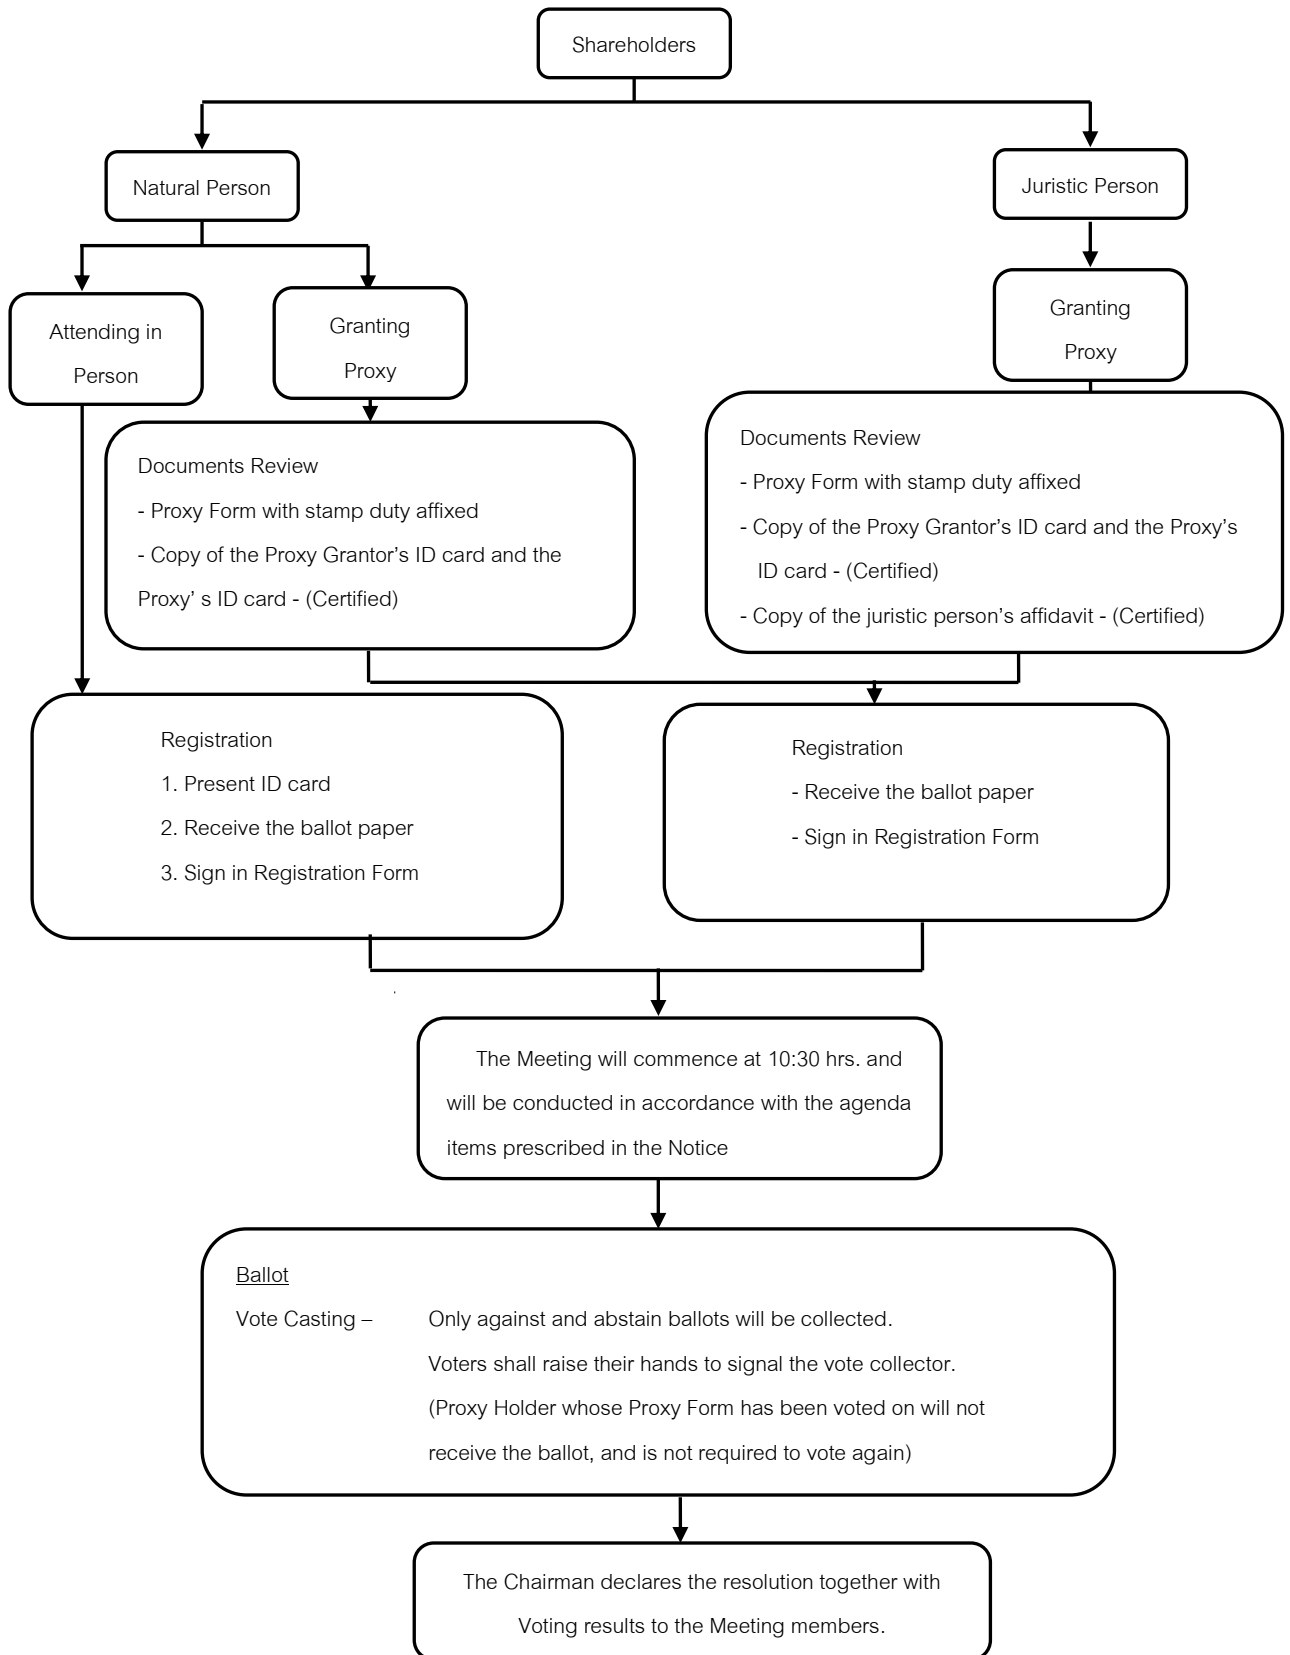 Shareholders
Natural Person
Juristic Person
Attending in
Person
Granting
Proxy
Granting
Proxy
Documents Review
- Proxy Form with stamp duty affixed
- Copy of the Proxy Grantor’s ID card and the
Proxy’ s ID card - (Certified)
Documents Review
- Proxy Form with stamp duty affixed
- Copy of the Proxy Grantor’s ID card and the Proxy’s
ID card - (Certified)
- Copy of the juristic person’s affidavit - (Certified)
Registration
1. Present ID card
2. Receive the ballot paper
3. Sign in Registration Form
Registration
- Receive the ballot paper
- Sign in Registration Form
The Meeting will commence at 10:30 hrs. and
will be conducted in accordance with the agenda
items prescribed in the Notice
Ballot
Vote Casting – Only against and abstain ballots will be collected.
Voters shall raise their hands to signal the vote collector.
(Proxy Holder whose Proxy Form has been voted on will not
receive the ballot, and is not required to vote again)
The Chairman declares the resolution together with
Voting results to the Meeting members.